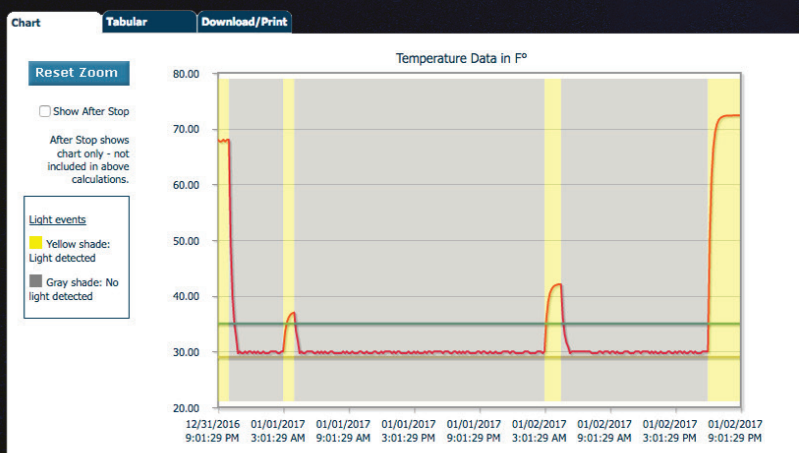 Chart
Tabular
Download/Print
Reset Zoom
Show After Stop
After Stop shows
chart only - not
included in above
calculations.
Light events
Yellow shade:
Light detected
Gray shade: No
light detected
Temperature Data in Fº
80.00
70.00
60.00
50.00
40.00
30.00
20.00
12/31/2016 01/01/2017 01/01/2017 01/01/2017 01/01/2017 01/02/2017 01/02/2017 01/02/2017 01/02/2017
9:01:29 PM 3:01:29 AM 9:01:29 AM 3:01:29 PM 9:01:29 PM 3:01:29 AM 9:01:29 AM 3:01:29 PM 9:01:29 PM